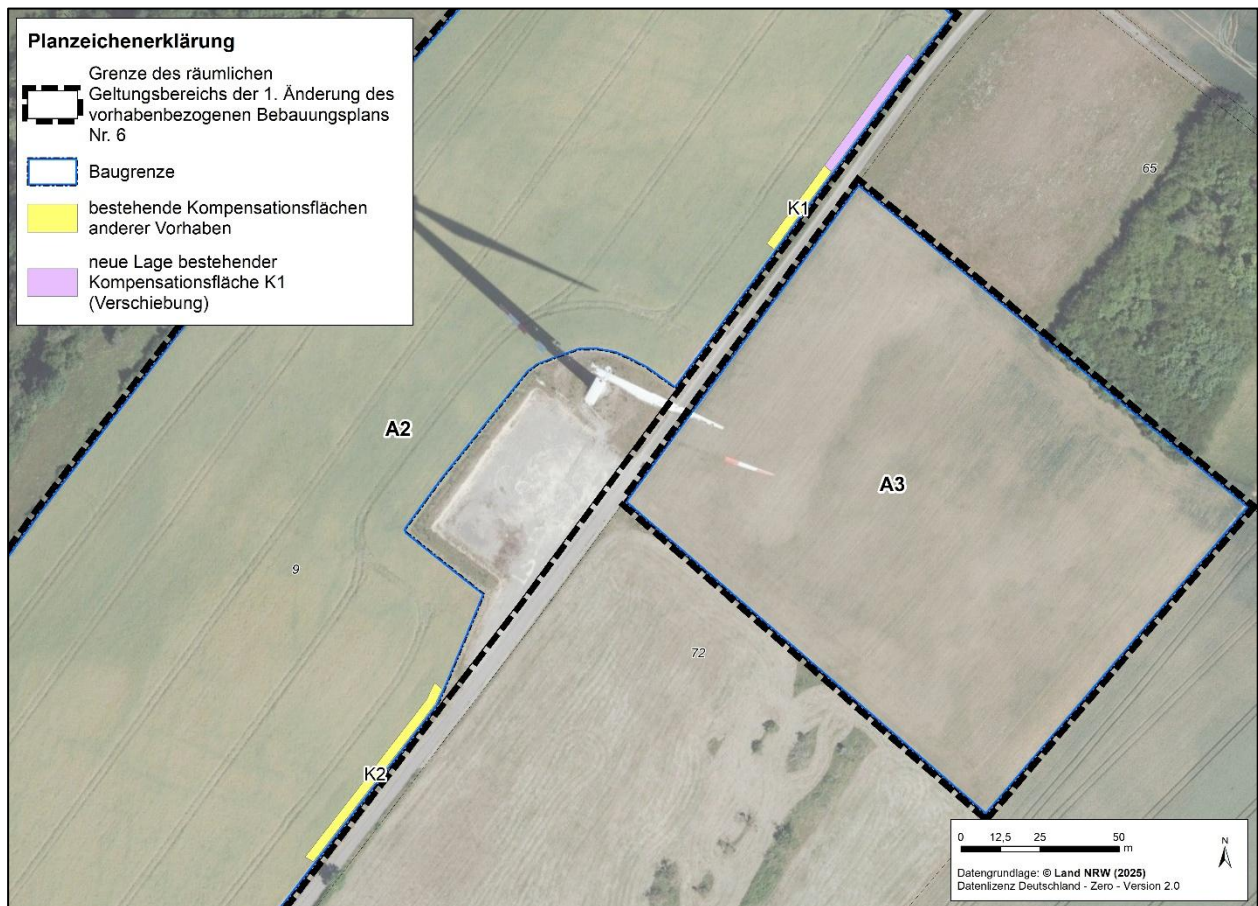 Planzeichenerklärung
Grenze des räumlichen
Geltungsbereichs der 1. Änderung des
vorhabenbezogenen Bebauungsplans
Nr. 6
Baugrenze
bestehende Kompensationsflächen
anderer Vorhaben
neue Lage bestehender
Kompensationsfläche K1
(Verschiebung)
65
K1
A2
A3
9
72
K2
0 12,5 25 50
m
N
Datengrundlage: © Land NRW (2025)
Datenlizenz Deutschland - Zero - Version 2.0